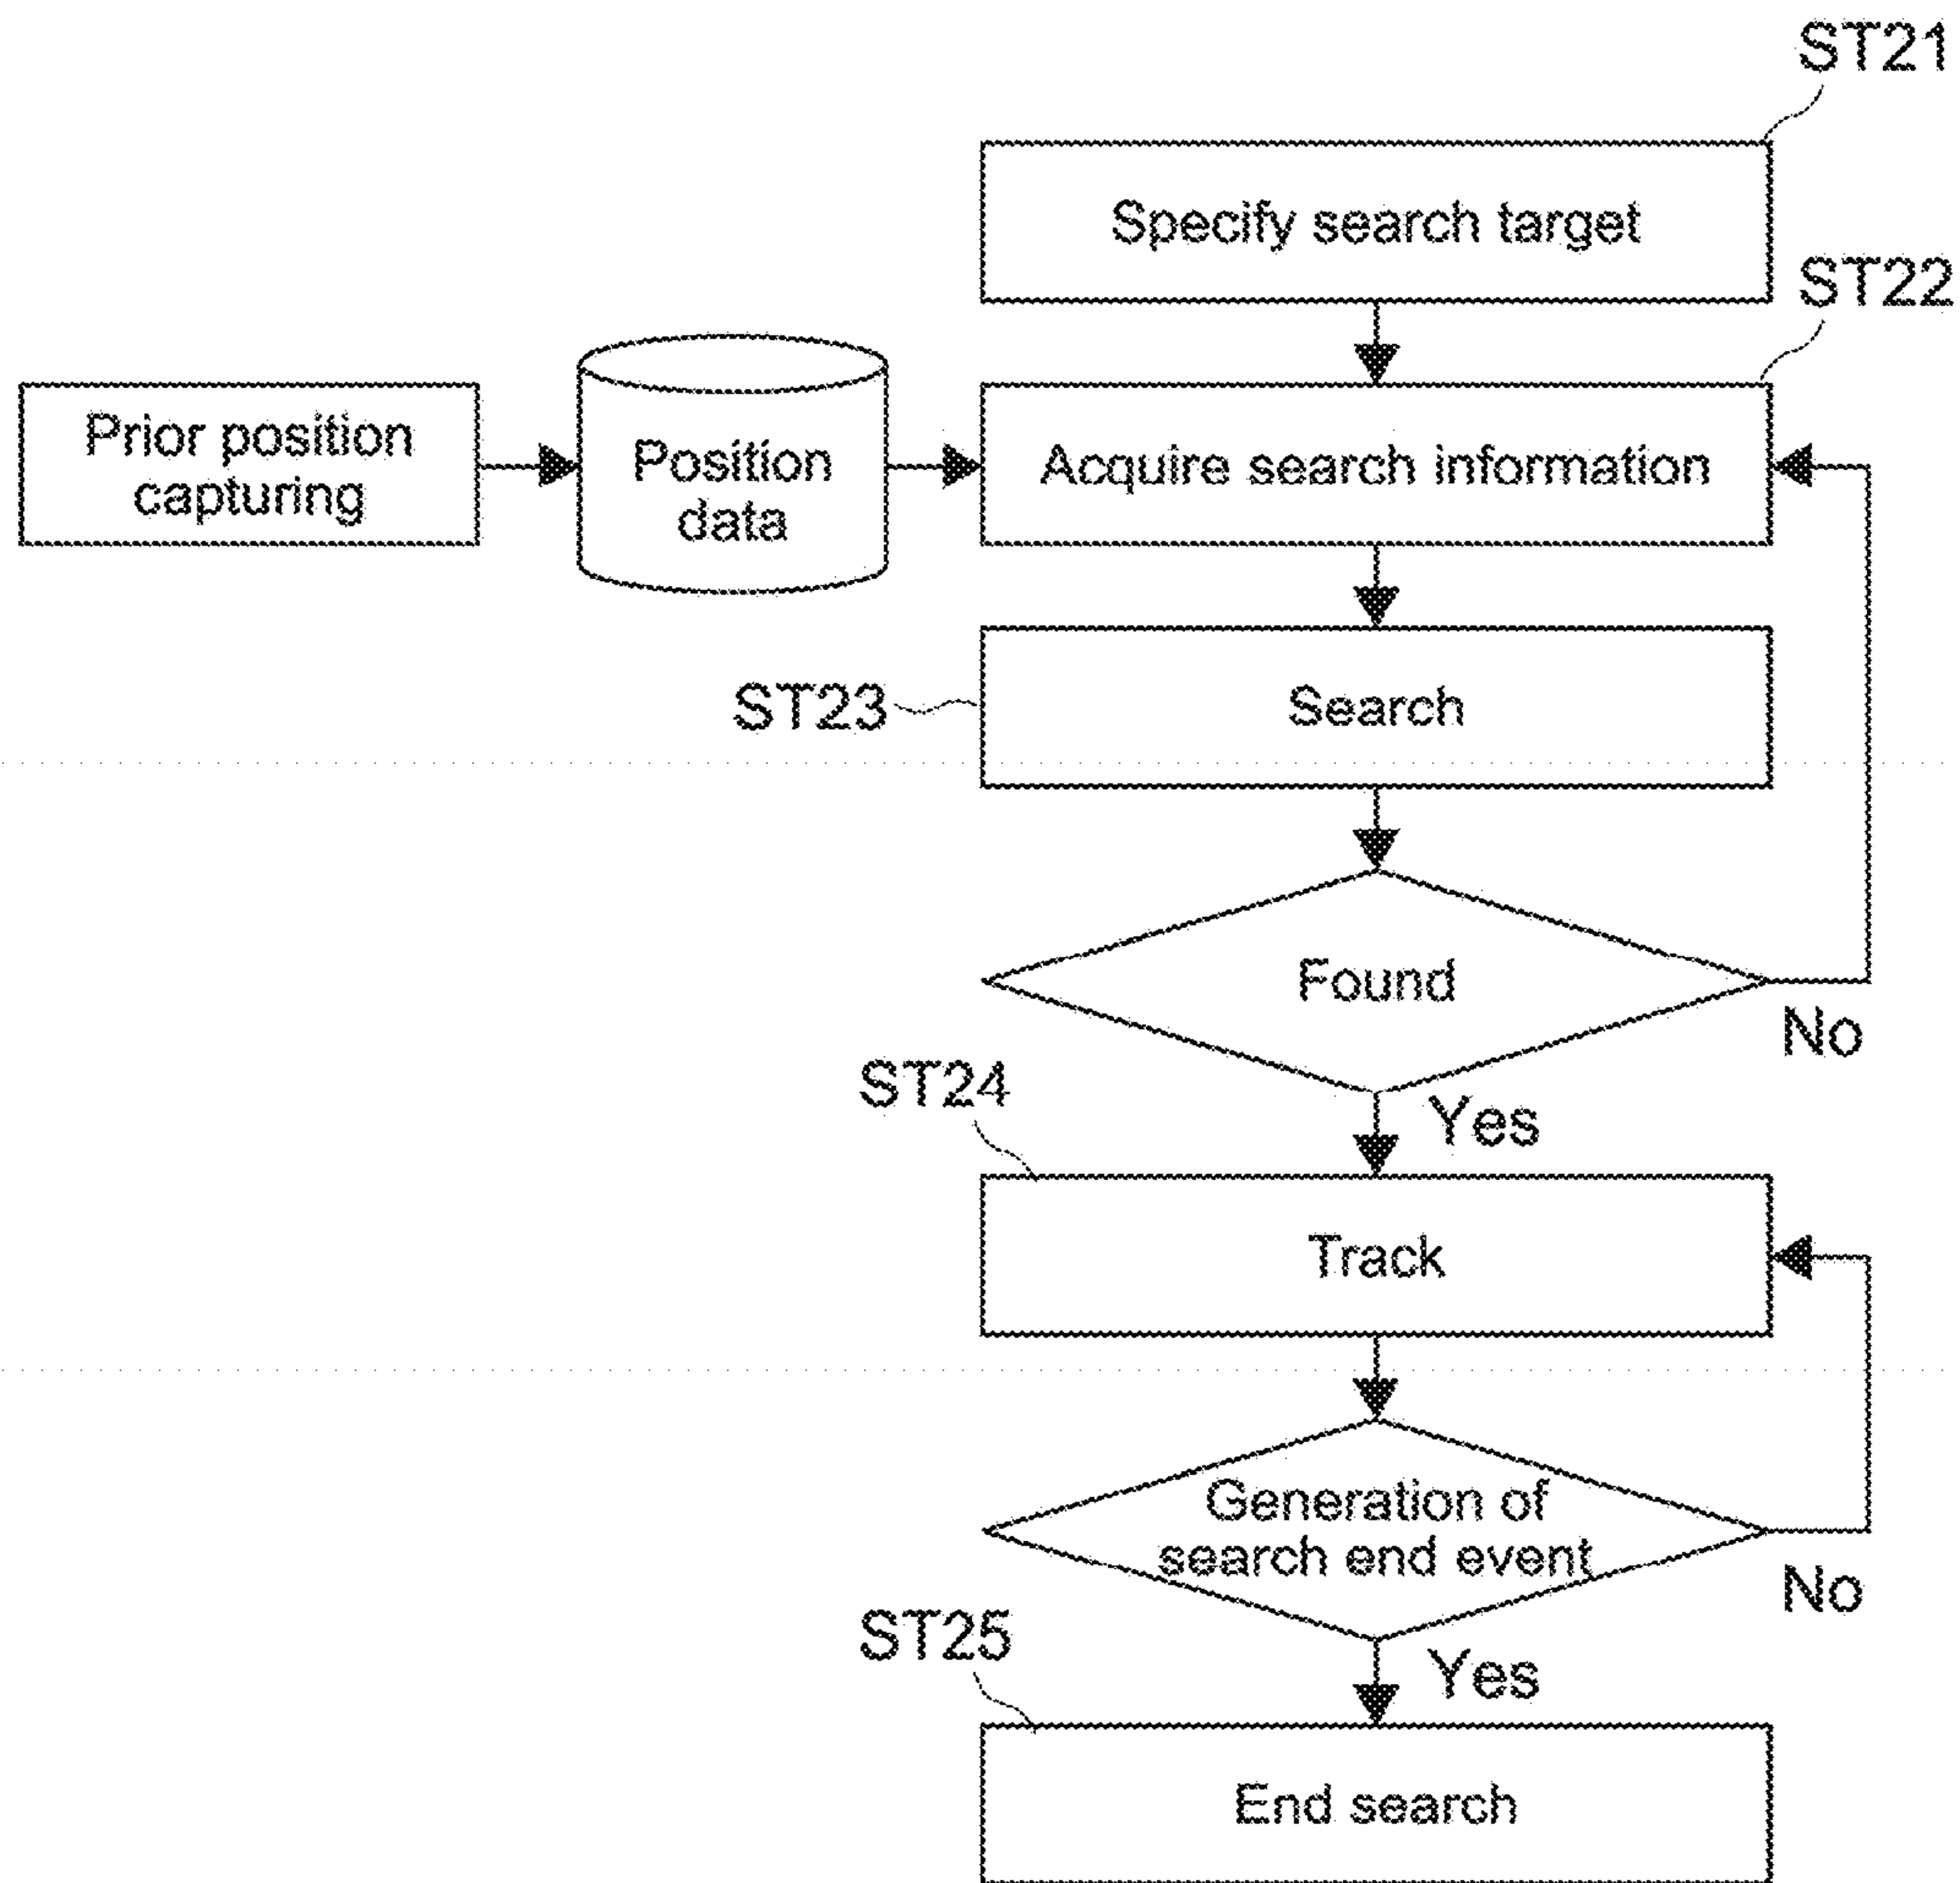 ST21
Specify search target
ST22
Prior position
capturing
Position
data
Acquire search information
ST23
Search
Found
No
ST24
Yes
Track
Generation of
search end event
No
ST25
Yes
End search